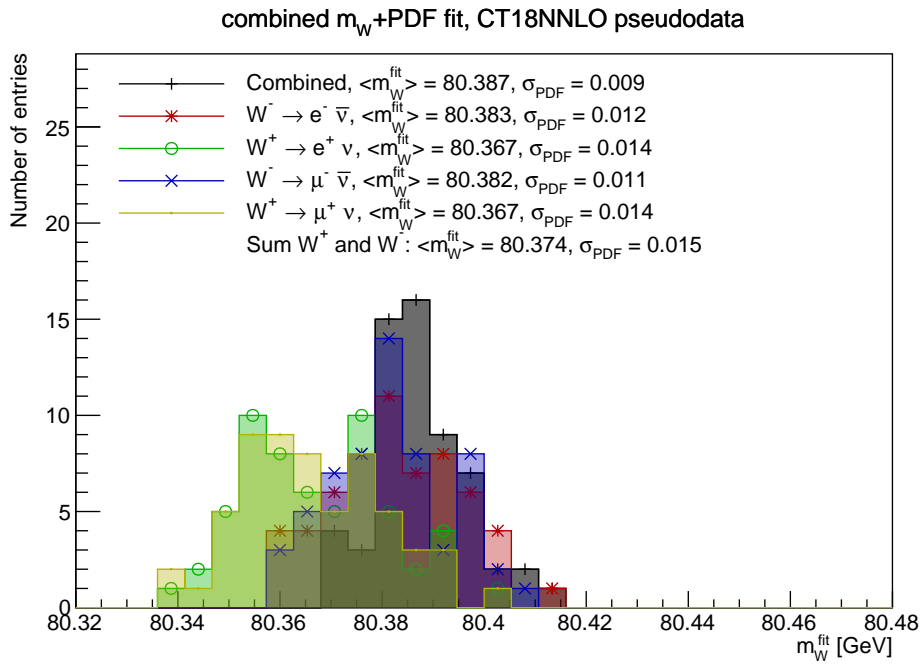 combined m_W+PDF fit, CT18NNLO pseudodata
Number of entries
Combined, <m_W^fit> = 80.387, σ_PDF = 0.009
W^- → e^- ν̅, <m_W^fit> = 80.383, σ_PDF = 0.012
W^+ → e^+ ν, <m_W^fit> = 80.367, σ_PDF = 0.014
W^- → μ^- ν̅, <m_W^fit> = 80.382, σ_PDF = 0.011
W^+ → μ^+ ν, <m_W^fit> = 80.367, σ_PDF = 0.014
Sum W^+ and W^-: <m_W^fit> = 80.374, σ_PDF = 0.015
25
20
15
10
5
0
80.32 80.34 80.36 80.38 80.4 80.42 80.44 80.46 80.48
m_W^fit [GeV]